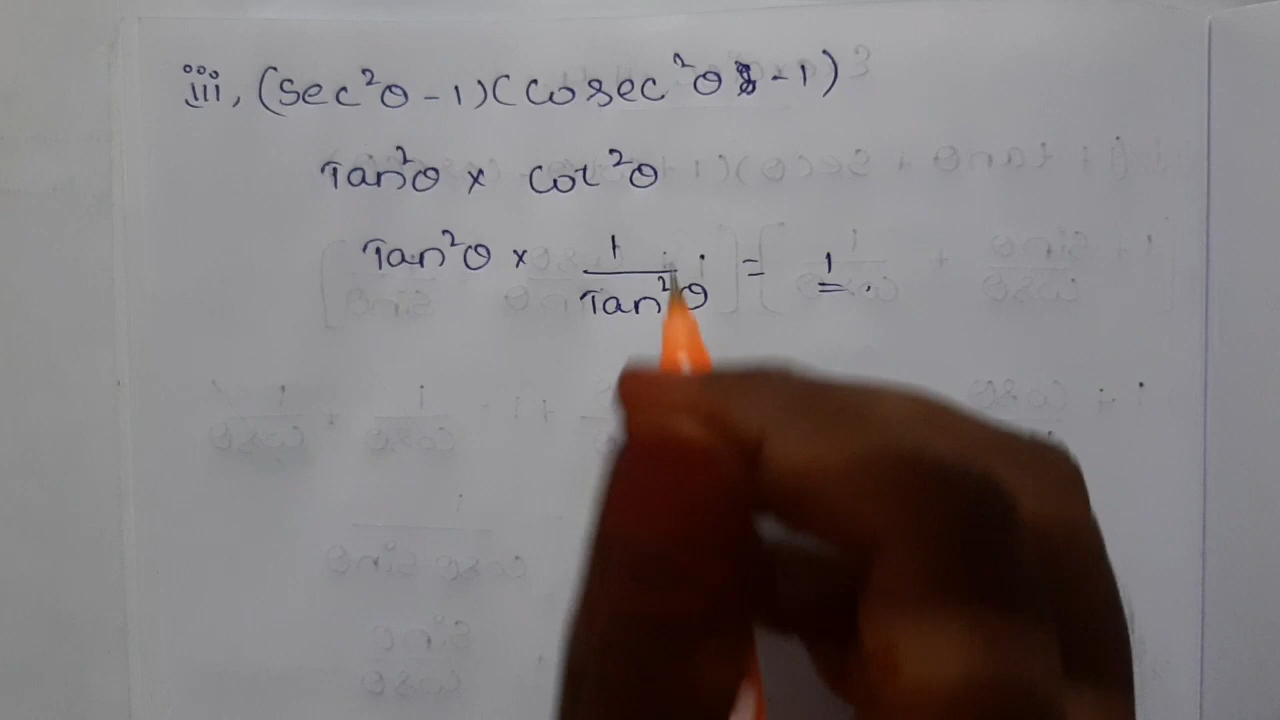 iii, (Sec²θ - 1)(Cosec²θ - 1)
Tan²θ × Cot²θ
Tan²θ × 1/Tan²θ = 1